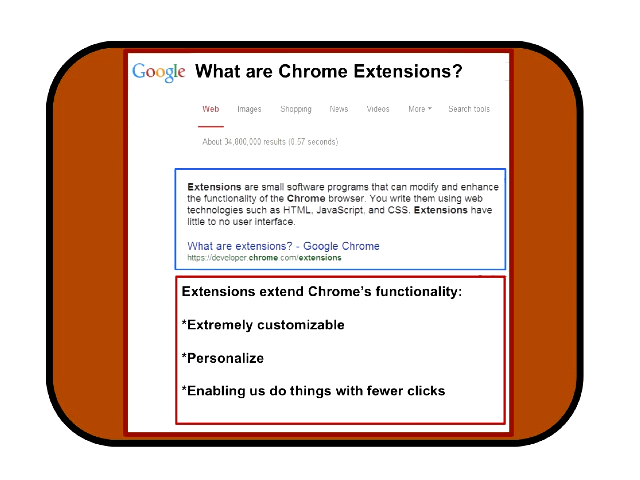 Google What are Chrome Extensions?
Web Images Shopping News Videos More Search tools
About 34,800,000 results (0.57 seconds)
Extensions are small software programs that can modify and enhance
the functionality of the Chrome browser. You write them using web
technologies such as HTML, JavaScript, and CSS. Extensions have
little to no user interface.
What are extensions? - Google Chrome
https://developer.chrome.com/extensions
Extensions extend Chrome's functionality:
*Extremely customizable
*Personalize
*Enabling us do things with fewer clicks